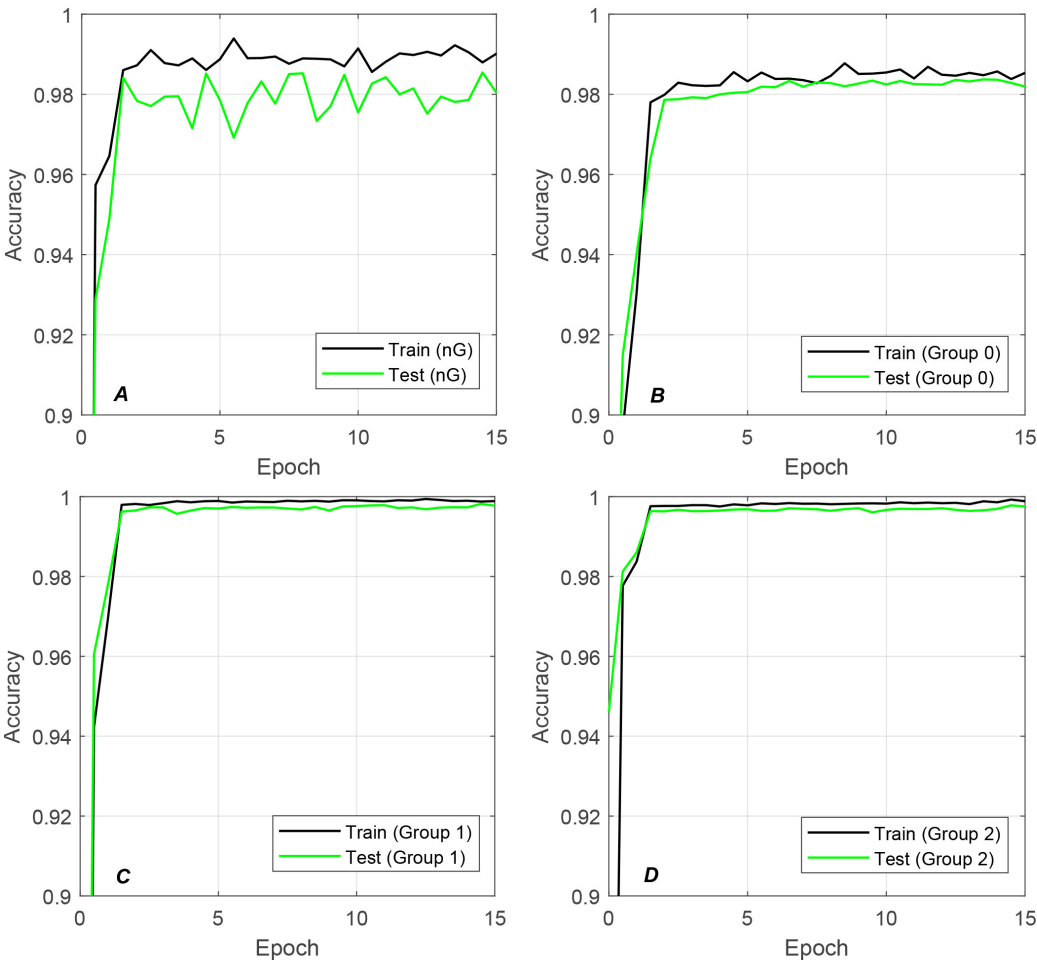 1
0.98
0.96
0.94
0.92
0.9
Accuracy
0 5 10 15
Epoch
Train (nG)
Test (nG)
A
1
0.98
0.96
0.94
0.92
0.9
Accuracy
0 5 10 15
Epoch
Train (Group 0)
Test (Group 0)
B
1
0.98
0.96
0.94
0.92
0.9
Accuracy
0 5 10 15
Epoch
Train (Group 1)
Test (Group 1)
C
1
0.98
0.96
0.94
0.92
0.9
Accuracy
0 5 10 15
Epoch
Train (Group 2)
Test (Group 2)
D